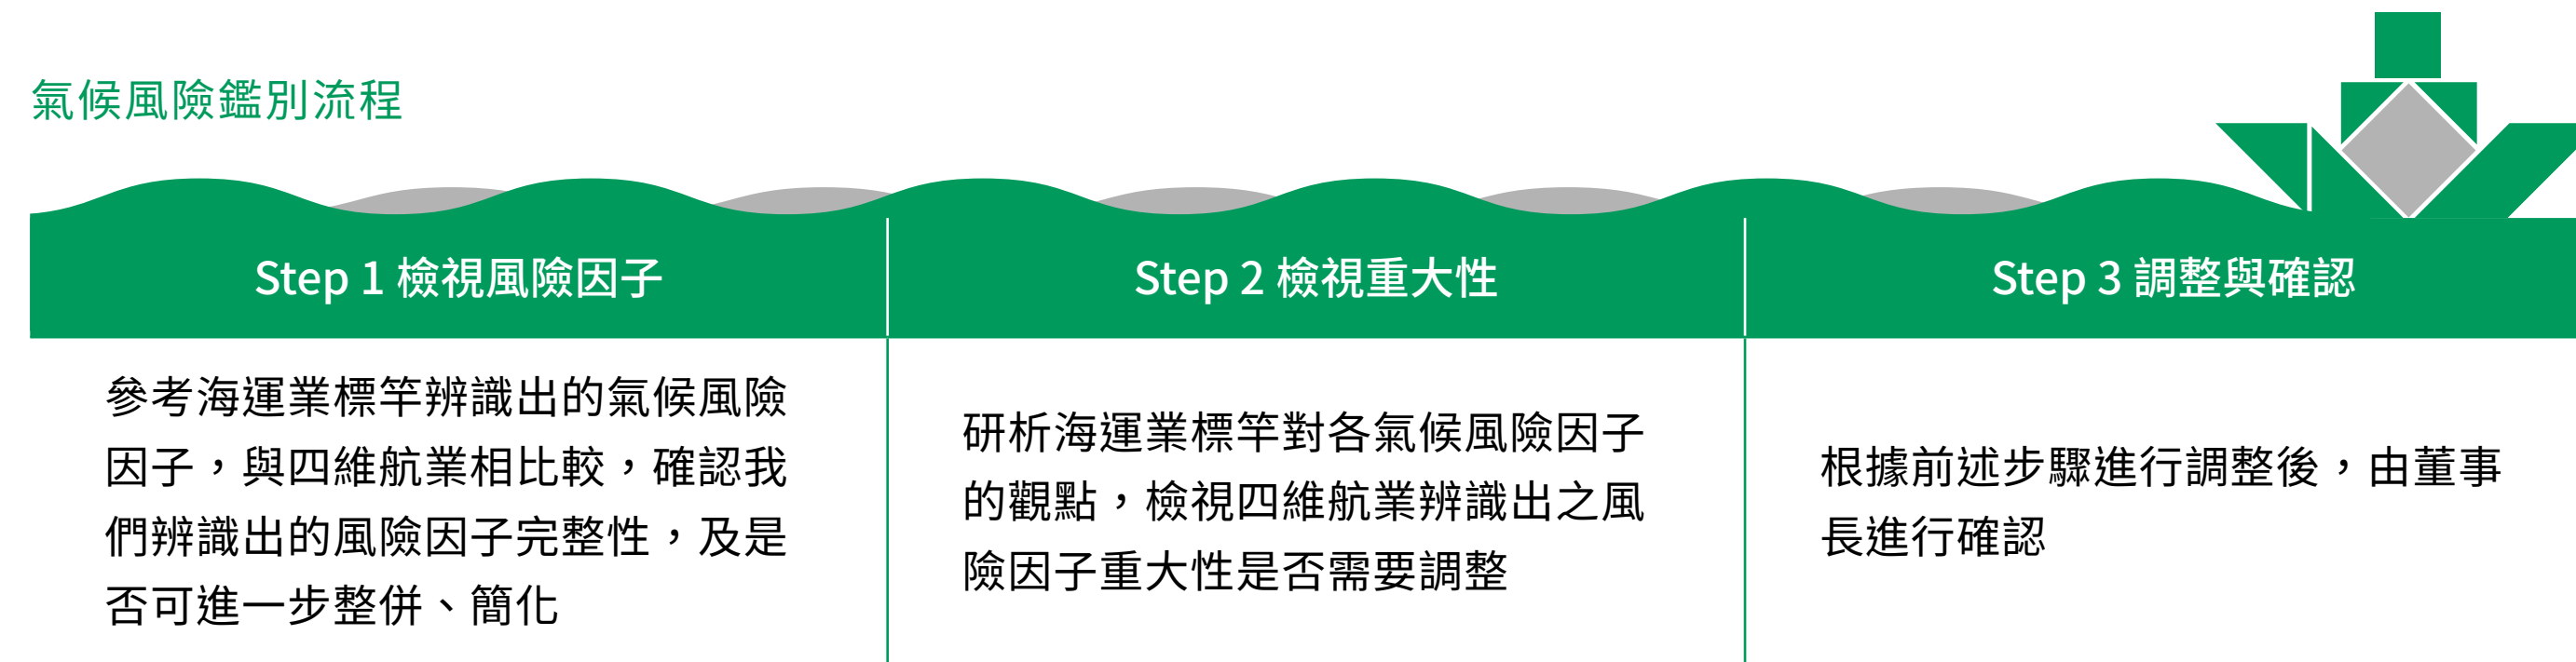 氣候風險鑑別流程
Step 1 檢視風險因子
參考海運業標竿辨識出的氣候風險
因子，與四維航業相比較，確認我
們辨識出的風險因子完整性，及是
否可進一步整併、簡化
Step 2 檢視重大性
研析海運業標竿對各氣候風險因子
的觀點，檢視四維航業辨識出之風
險因子重大性是否需要調整
Step 3 調整與確認
根據前述步驟進行調整後，由董事
長進行確認